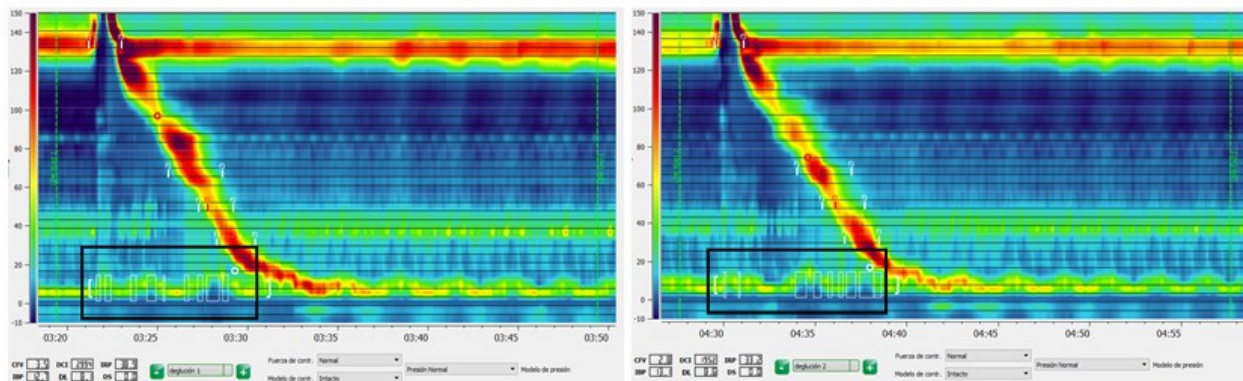 150
140
120
100
80
60
40
20
0
-10
03:20 03:25 03:30 03:35 03:40 03:45 03:50
CFV DCI IRP
IBP DL DS
deglución 1
Fuerza de contr. Normal
Modelo de contr. Intacto
Presión Normal Modelo de presión
150
140
120
100
80
60
40
20
0
-10
04:30 04:35 04:40 04:45 04:50 04:55
CFV DCI IRP
IBP DL DS
deglución 2
Fuerza de contr. Normal
Modelo de contr. Intacto
Presión Normal Modelo de presión